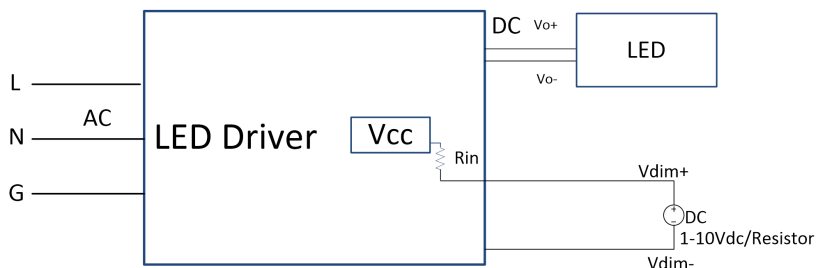 DC Vo+
LED
Vo-
L
AC
N
LED Driver
Vcc
Rin
G
Vdim+
DC
1-10Vdc/Resistor
Vdim-